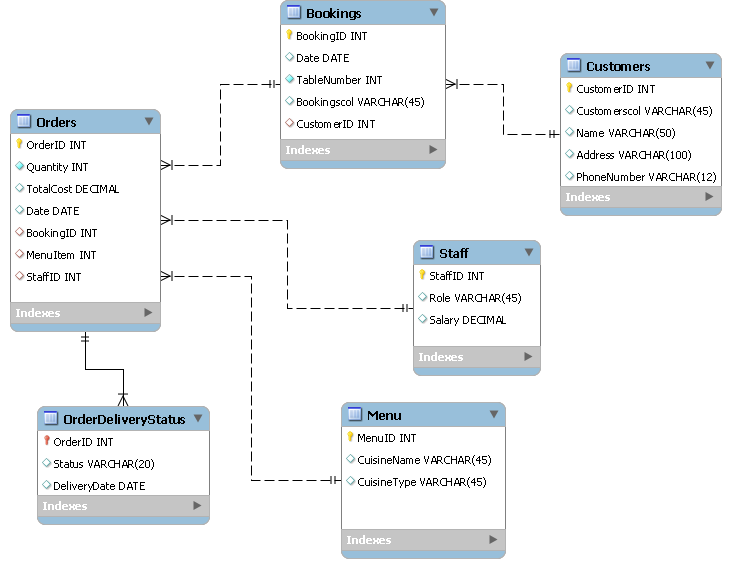 Bookings
BookingID INT
Date DATE
TableNumber INT
Bookingscol VARCHAR(45)
CustomerID INT
Indexes
Customers
CustomerID INT
Customerscol VARCHAR(45)
Name VARCHAR(50)
Address VARCHAR(100)
PhoneNumber VARCHAR(12)
Indexes
Orders
OrderID INT
Quantity INT
TotalCost DECIMAL
Date DATE
BookingID INT
MenuItem INT
StaffID INT
Indexes
Staff
StaffID INT
Role VARCHAR(45)
Salary DECIMAL
Indexes
OrderDeliveryStatus
OrderID INT
Status VARCHAR(20)
DeliveryDate DATE
Indexes
Menu
MenuID INT
CuisineName VARCHAR(45)
CuisineType VARCHAR(45)
Indexes